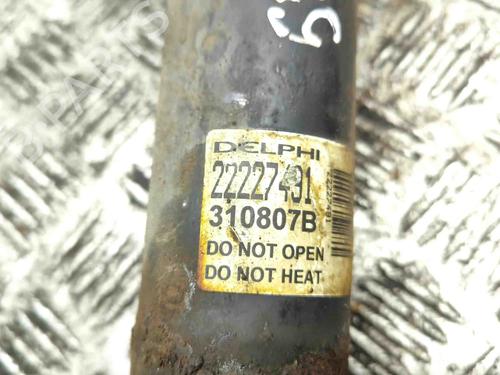 DELPHI
22227491
310807B
DO NOT OPEN
DO NOT HEAT